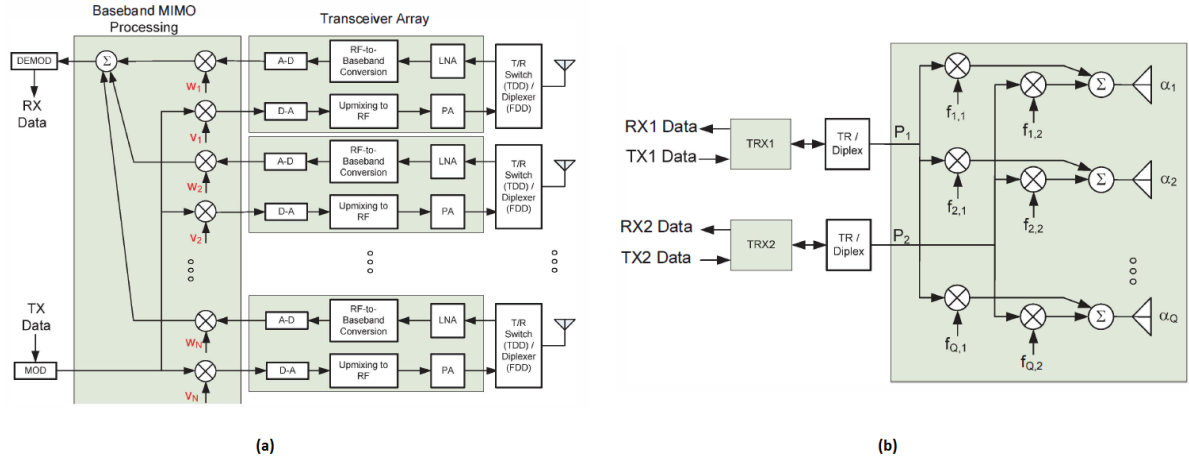 Baseband MIMO
Processing
Transceiver Array
DEMOD
RX
Data
Σ
w1
A-D
RF-to-
Baseband
Conversion
LNA
T/R
Switch
(TDD) /
Diplexer
(FDD)
v1
D-A
Upmixing to
RF
PA
w2
A-D
RF-to-
Baseband
Conversion
LNA
T/R
Switch
(TDD) /
Diplexer
(FDD)
v2
D-A
Upmixing to
RF
PA
TX
Data
MOD
wN
A-D
RF-to-
Baseband
Conversion
LNA
T/R
Switch
(TDD) /
Diplexer
(FDD)
vN
D-A
Upmixing to
RF
PA
(a)
RX1 Data
TX1 Data
TRX1
TR /
Diplex
P1
f1,1
f1,2
Σ
α1
f2,1
f2,2
Σ
α2
RX2 Data
TX2 Data
TRX2
TR /
Diplex
P2
fQ,1
fQ,2
Σ
αQ
(b)